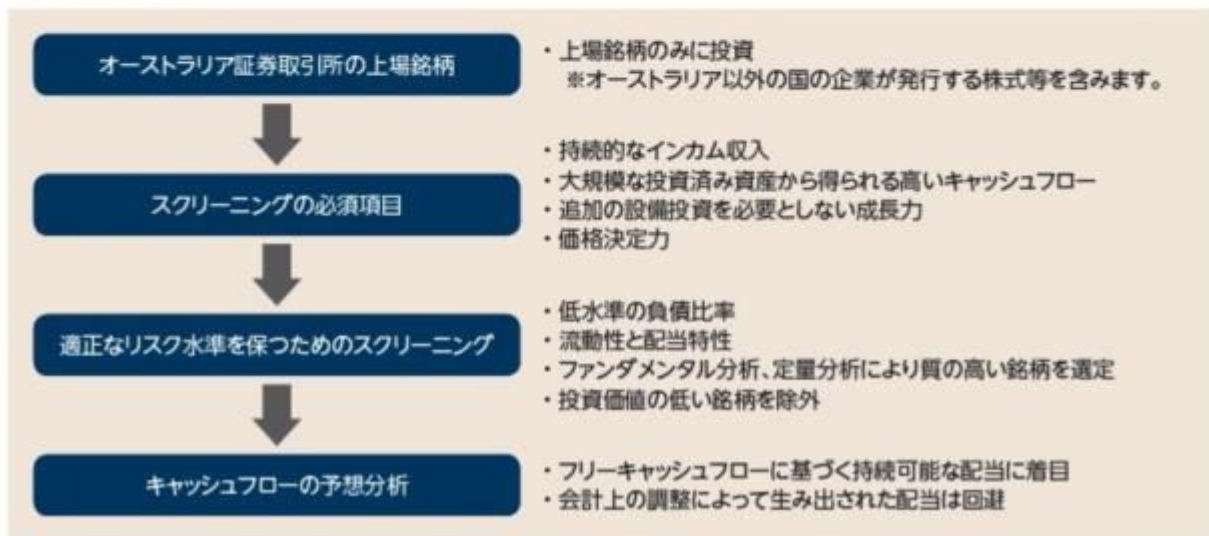 オーストラリア証券取引所の上場銘柄
・上場銘柄のみに投資
※オーストラリア以外の国の企業が発行する株式等を含みます。
スクリーニングの必須項目
・持続的なインカム収入
・大規模な投資済み資産から得られる高いキャッシュフロー
・追加の設備投資を必要としない成長力
・価格決定力
適正なリスク水準を保つためのスクリーニング
・低水準の負債比率
・流動性と配当特性
・ファンダメンタル分析、定量分析により質の高い銘柄を選定
・投資価値の低い銘柄を除外
キャッシュフローの予想分析
・フリーキャッシュフローに基づく持続可能な配当に着目
・会計上の調整によって生み出された配当は回避